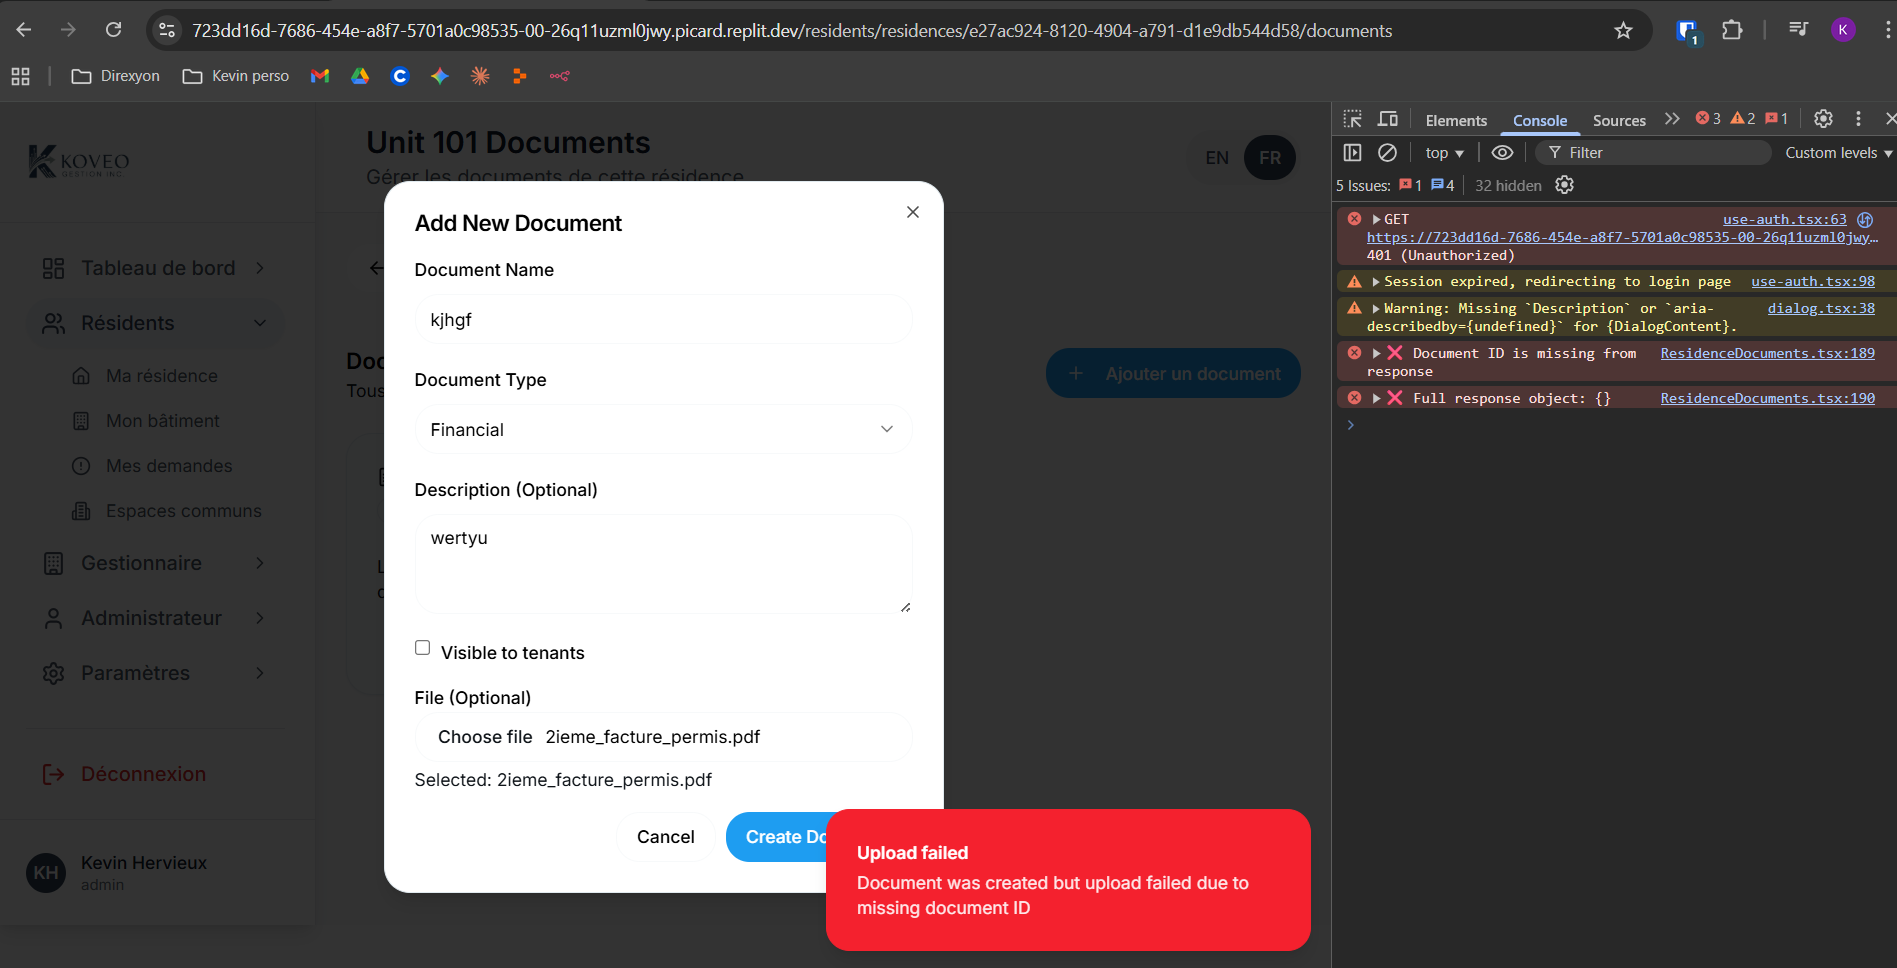 723dd16d-7686-454e-a8f7-5701a0c98535-00-26q11uzml0jwy.picard.replit.dev/residents/residences/e27ac924-8120-4904-a791-d1e9db544d58/documents
1
K
Direxyon
Kevin perso
KOVEO
GESTION INC
Tableau de bord
Résidents
Ma résidence
Mon bâtiment
Mes demandes
Espaces communs
Gestionnaire
Administrateur
Paramètres
Déconnexion
KH
Kevin Hervieux
admin
Unit 101 Documents
Gérer les documents de cette résidence
EN
FR
Doc
Tous
Ajouter un document
Add New Document
Document Name
kjhgf
Document Type
Financial
Description (Optional)
wertyu
Visible to tenants
File (Optional)
Choose file 2ieme_facture_permis.pdf
Selected: 2ieme_facture_permis.pdf
Cancel
Create Do
Upload failed
Document was created but upload failed due to
missing document ID
Elements
Console
Sources
3
2
1
top
Filter
Custom levels
5 Issues:
1
4
32 hidden
GET use-auth.tsx:63
https://723dd16d-7686-454e-a8f7-5701a0c98535-00-26q11uzml0jwy…
401 (Unauthorized)
Session expired, redirecting to login page use-auth.tsx:98
Warning: Missing `Description` or `aria- dialog.tsx:38
describedby={undefined}` for {DialogContent}.
❌ Document ID is missing from ResidenceDocuments.tsx:189
response
❌ Full response object: {} ResidenceDocuments.tsx:190